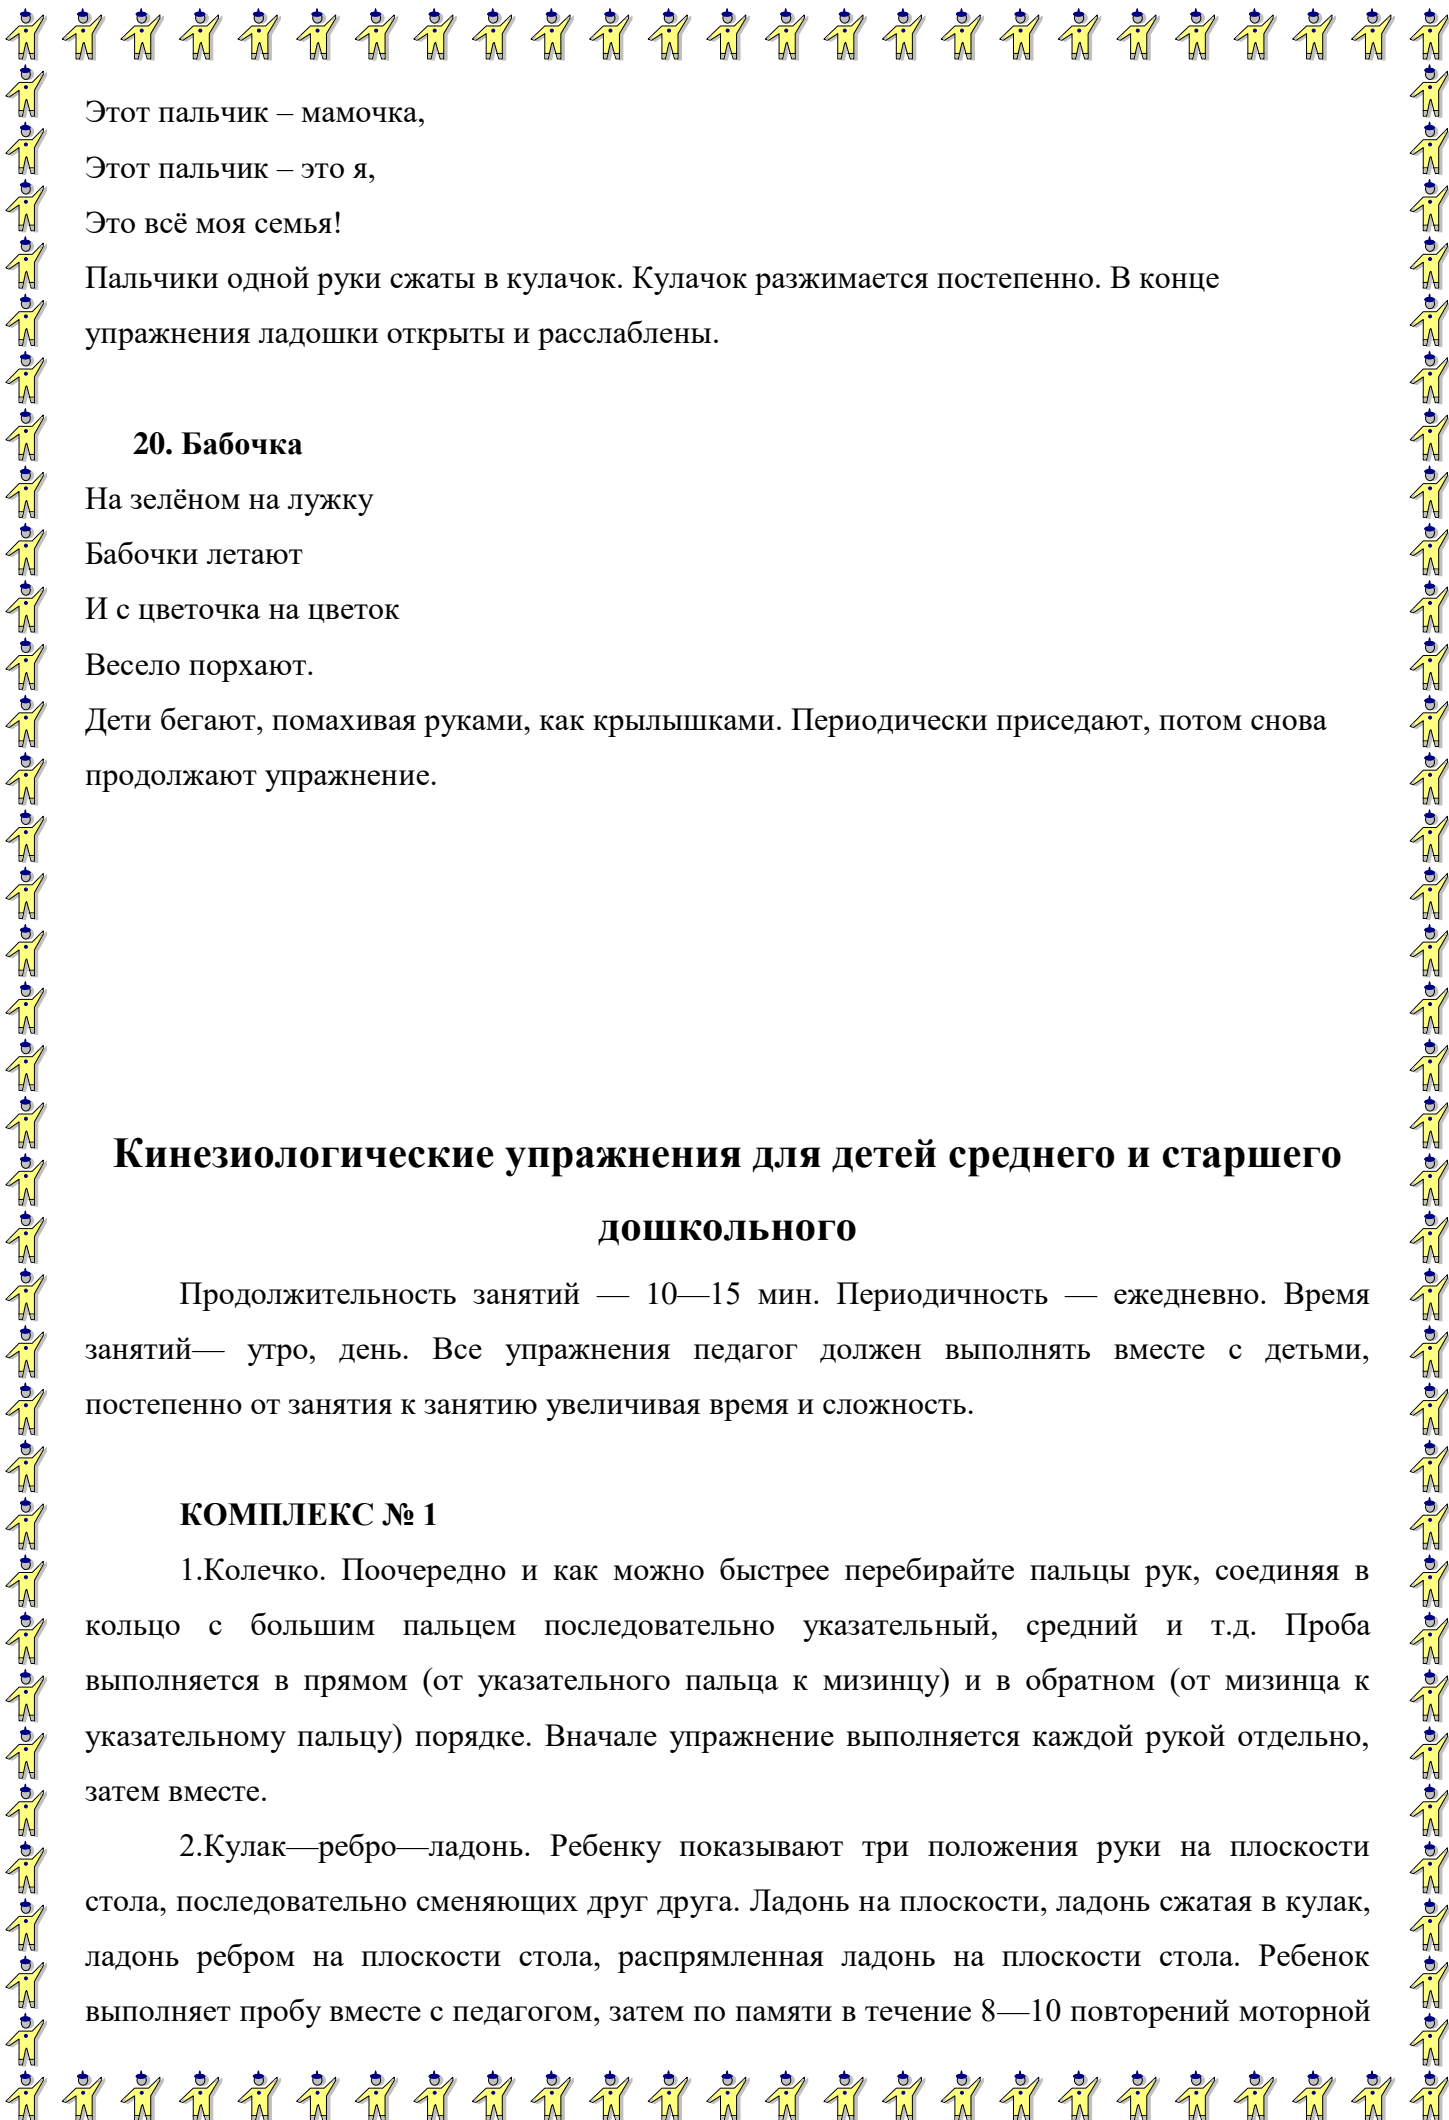 Этот пальчик – мамочка,
Этот пальчик – это я,
Это всё моя семья!
Пальчики одной руки сжаты в кулачок. Кулачок разжимается постепенно. В конце
упражнения ладошки открыты и расслаблены.
20. Бабочка
На зелёном на лужку
Бабочки летают
И с цветочка на цветок
Весело порхают.
Дети бегают, помахивая руками, как крылышками. Периодически приседают, потом снова
продолжают упражнение.
Кинезиологические упражнения для детей среднего и старшего
дошкольного
Продолжительность занятий — 10—15 мин. Периодичность — ежедневно. Время
занятий— утро, день. Все упражнения педагог должен выполнять вместе с детьми,
постепенно от занятия к занятию увеличивая время и сложность.
КОМПЛЕКС № 1
1.Колечко. Поочередно и как можно быстрее перебирайте пальцы рук, соединяя в
кольцо с большим пальцем последовательно указательный, средний и т.д. Проба
выполняется в прямом (от указательного пальца к мизинцу) и в обратном (от мизинца к
указательному пальцу) порядке. Вначале упражнение выполняется каждой рукой отдельно,
затем вместе.
2.Кулак—ребро—ладонь. Ребенку показывают три положения руки на плоскости
стола, последовательно сменяющих друг друга. Ладонь на плоскости, ладонь сжатая в кулак,
ладонь ребром на плоскости стола, распрямленная ладонь на плоскости стола. Ребенок
выполняет пробу вместе с педагогом, затем по памяти в течение 8—10 повторений моторной